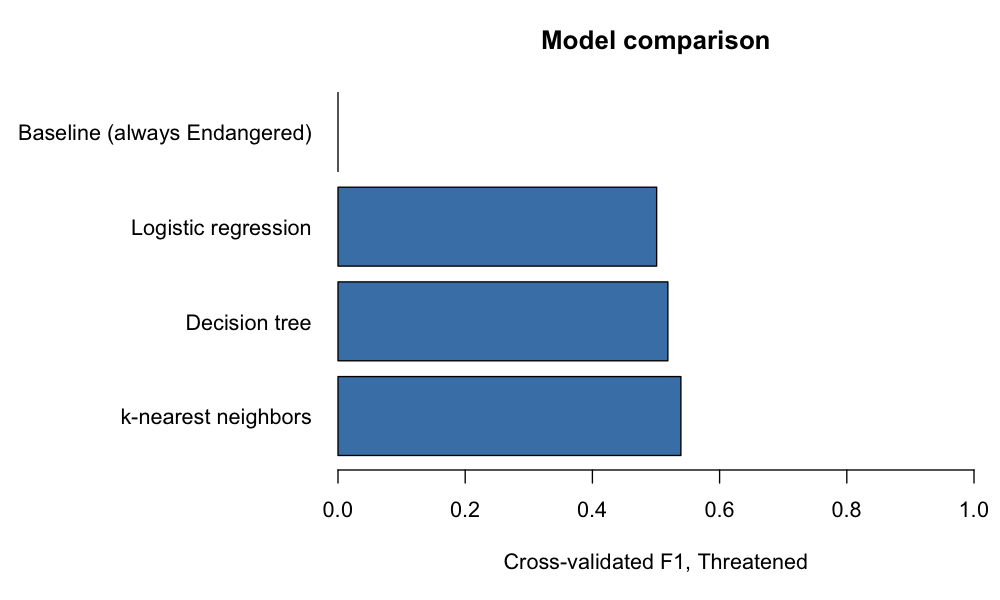 Model comparison
Baseline (always Endangered)
Logistic regression
Decision tree
k-nearest neighbors
0.0 0.2 0.4 0.6 0.8 1.0
Cross-validated F1, Threatened